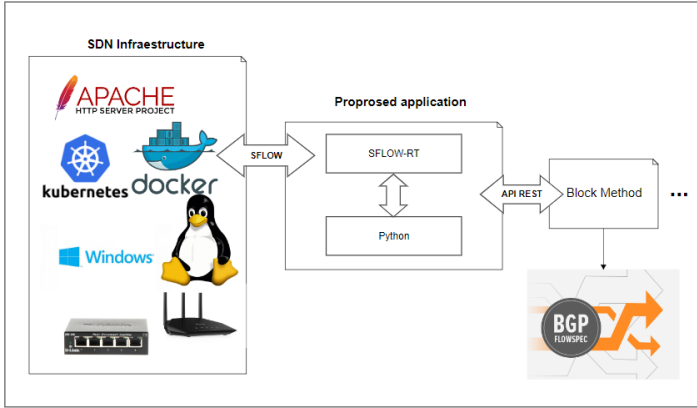 SDN Infraestructure
APACHE
HTTP SERVER PROJECT
kubernetes
docker
Windows
SFLOW
Proprosed application
SFLOW-RT
Python
API REST
Block Method
...
BGP
FLOWSPEC